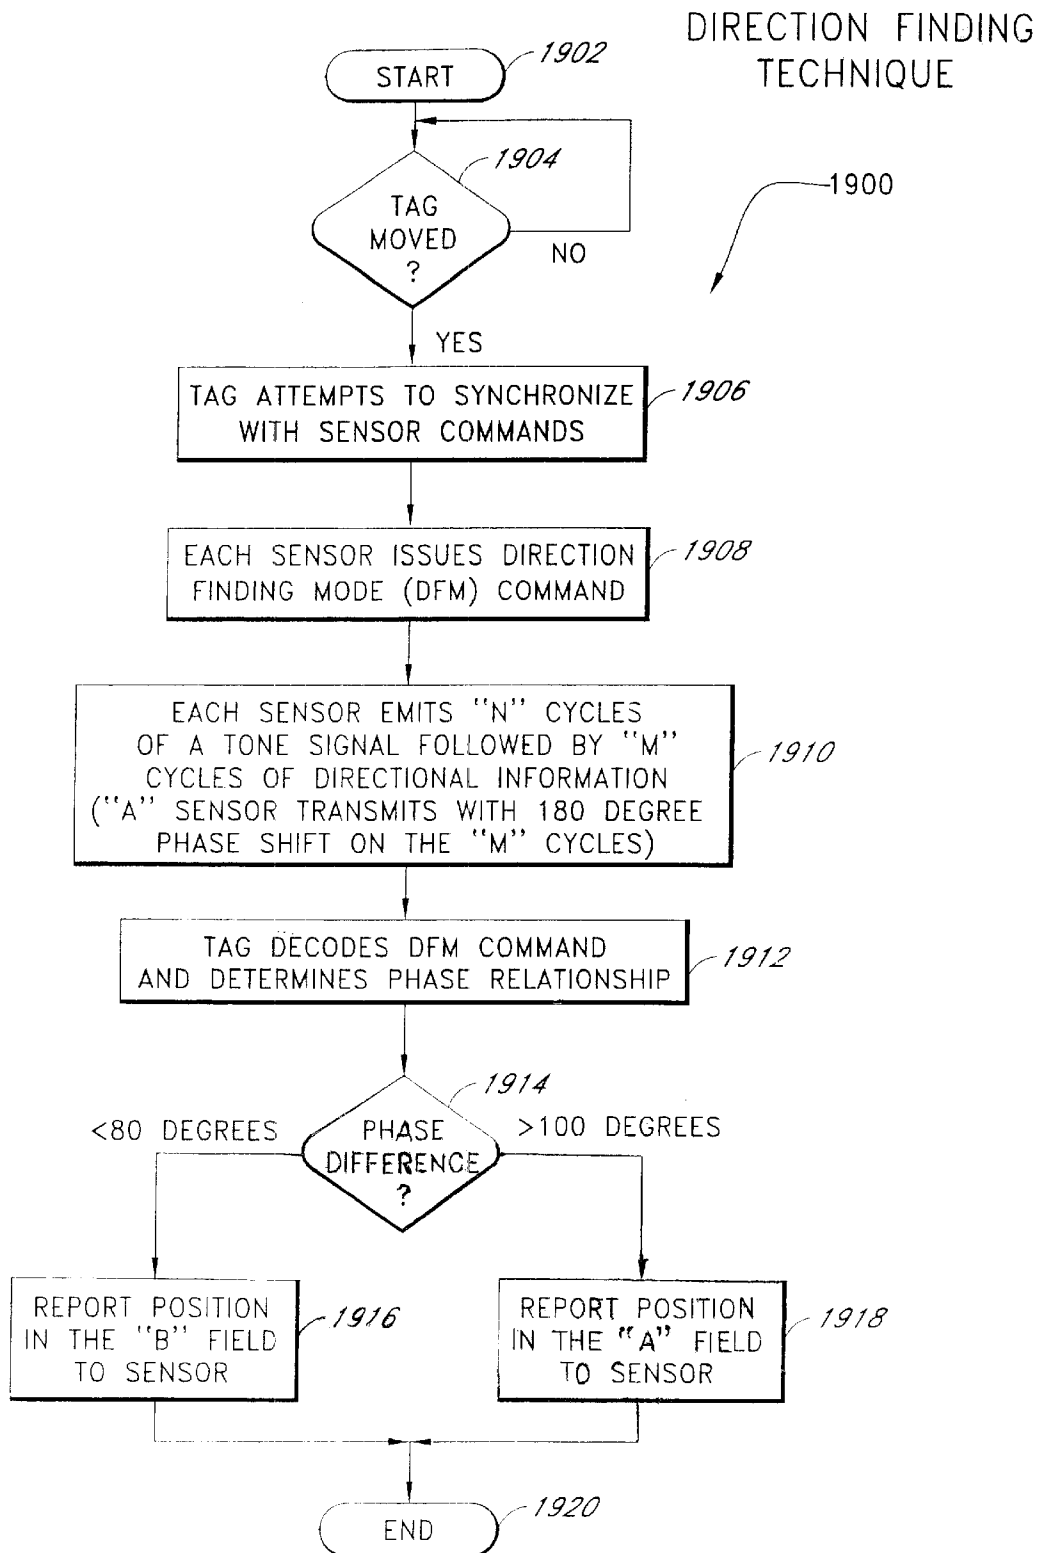 DIRECTION FINDING
TECHNIQUE
1902
START
1904
1900
TAG
MOVED
?
NO
YES
TAG ATTEMPTS TO SYNCHRONIZE
WITH SENSOR COMMANDS
1906
EACH SENSOR ISSUES DIRECTION
FINDING MODE (DFM) COMMAND
1908
EACH SENSOR EMITS "N" CYCLES
OF A TONE SIGNAL FOLLOWED BY "M"
CYCLES OF DIRECTIONAL INFORMATION
("A" SENSOR TRANSMITS WITH 180 DEGREE
PHASE SHIFT ON THE "M" CYCLES)
1910
TAG DECODES DFM COMMAND
AND DETERMINES PHASE RELATIONSHIP
1912
1914
<80 DEGREES
PHASE
DIFFERENCE
?
>100 DEGREES
REPORT POSITION
IN THE "B" FIELD
TO SENSOR
1916
REPORT POSITION
IN THE "A" FIELD
TO SENSOR
1918
1920
END